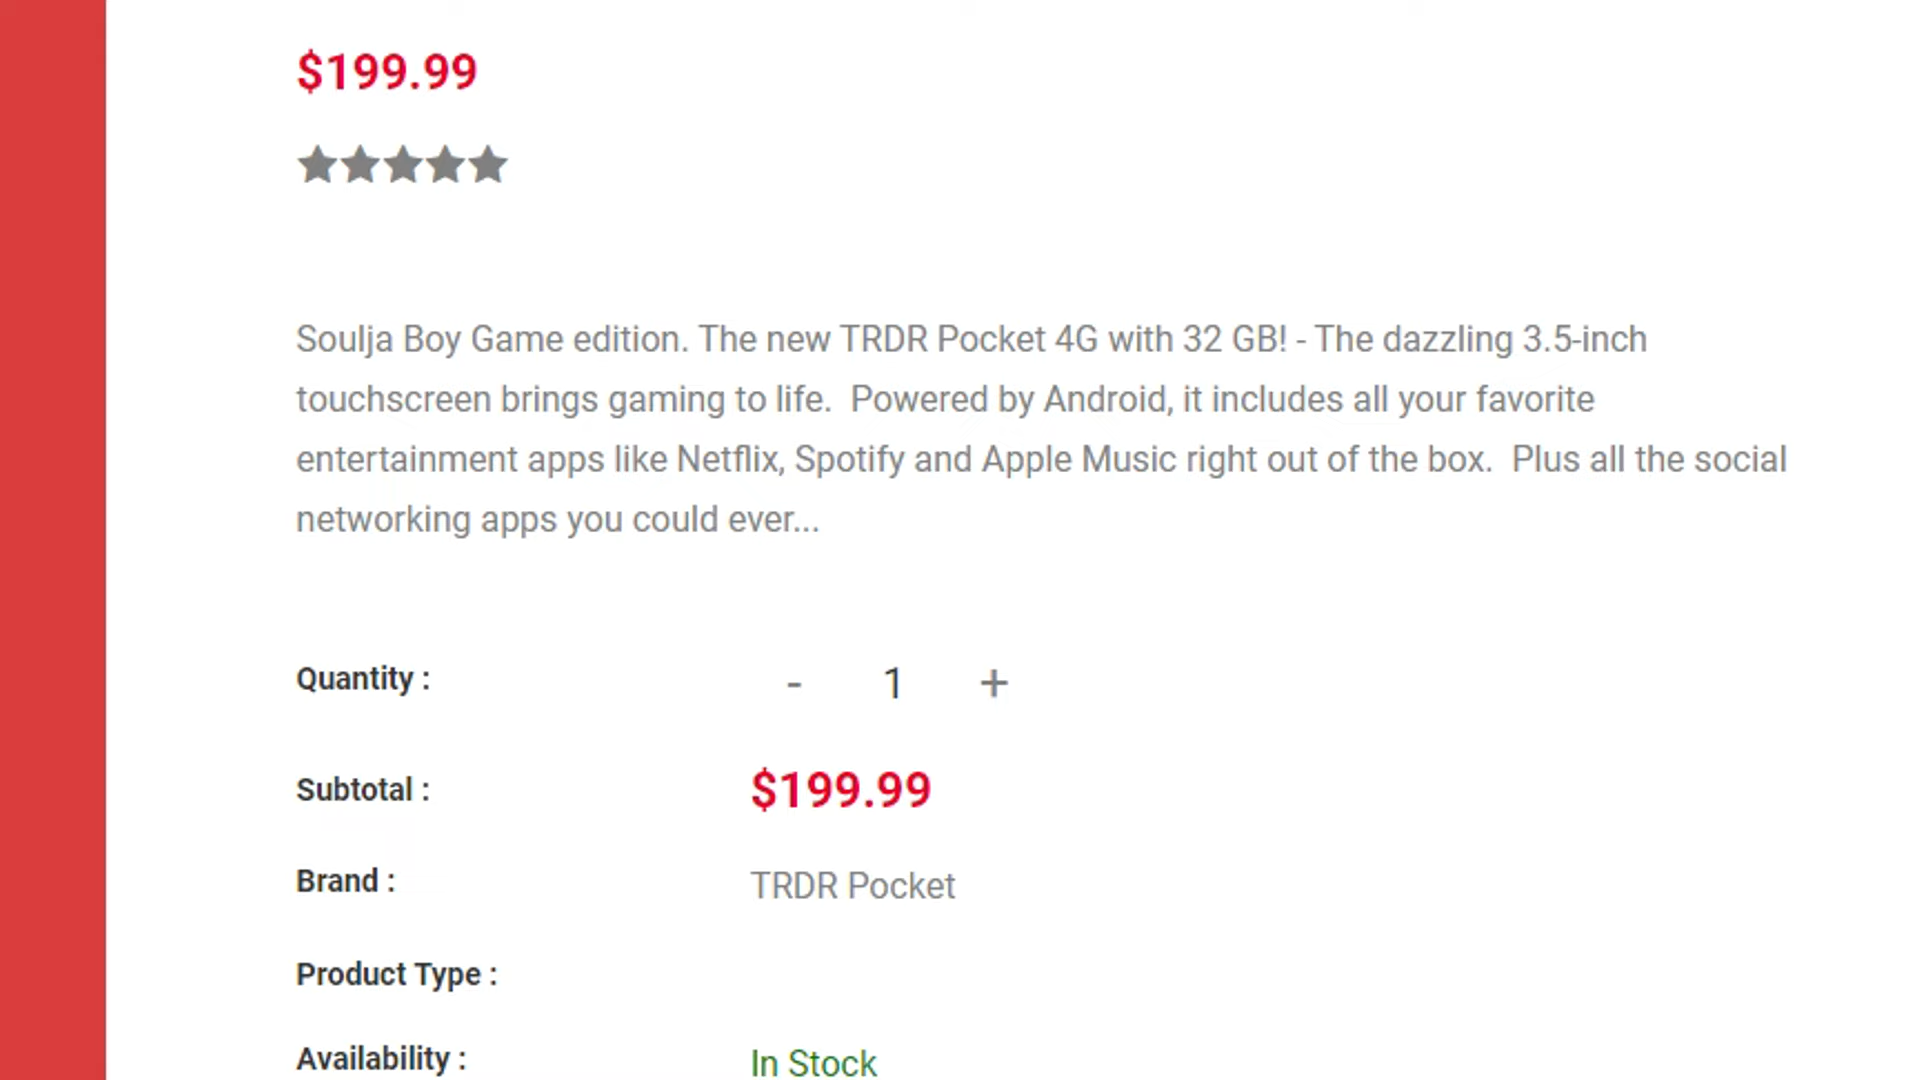 $199.99
Soulja Boy Game edition. The new TRDR Pocket 4G with 32 GB! - The dazzling 3.5-inch
touchscreen brings gaming to life.  Powered by Android, it includes all your favorite
entertainment apps like Netflix, Spotify and Apple Music right out of the box.  Plus all the social
networking apps you could ever...
Quantity : - 1 +
Subtotal : $199.99
Brand : TRDR Pocket
Product Type :
Availability : In Stock